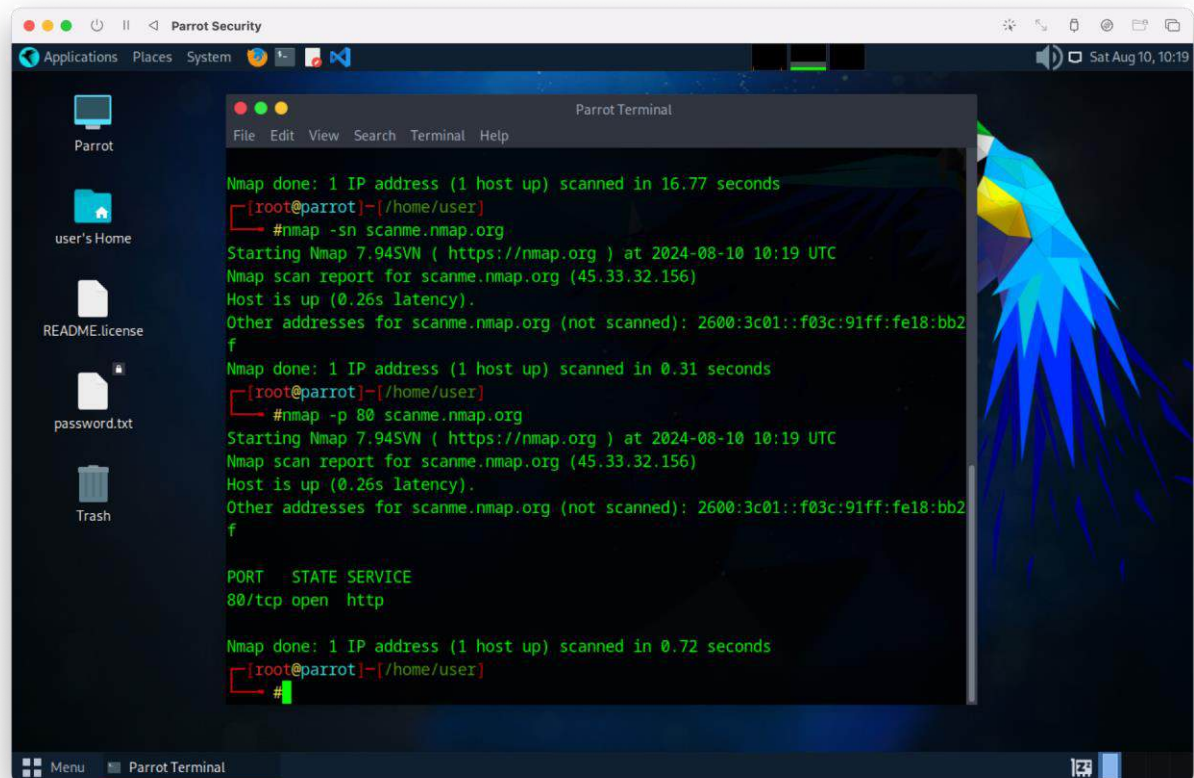 Parrot Security
Applications Places System
Sat Aug 10, 10:19
Parrot
user's Home
README.license
password.txt
Trash
Parrot Terminal
File Edit View Search Terminal Help
Nmap done: 1 IP address (1 host up) scanned in 16.77 seconds
[root@parrot]-[/home/user]
#nmap -sn scanme.nmap.org
Starting Nmap 7.94SVN ( https://nmap.org ) at 2024-08-10 10:19 UTC
Nmap scan report for scanme.nmap.org (45.33.32.156)
Host is up (0.26s latency).
Other addresses for scanme.nmap.org (not scanned): 2600:3c01::f03c:91ff:fe18:bb2
f
Nmap done: 1 IP address (1 host up) scanned in 0.31 seconds
[root@parrot]-[/home/user]
#nmap -p 80 scanme.nmap.org
Starting Nmap 7.94SVN ( https://nmap.org ) at 2024-08-10 10:19 UTC
Nmap scan report for scanme.nmap.org (45.33.32.156)
Host is up (0.26s latency).
Other addresses for scanme.nmap.org (not scanned): 2600:3c01::f03c:91ff:fe18:bb2
f
PORT   STATE SERVICE
80/tcp open  http
Nmap done: 1 IP address (1 host up) scanned in 0.72 seconds
[root@parrot]-[/home/user]
#
Menu
Parrot Terminal